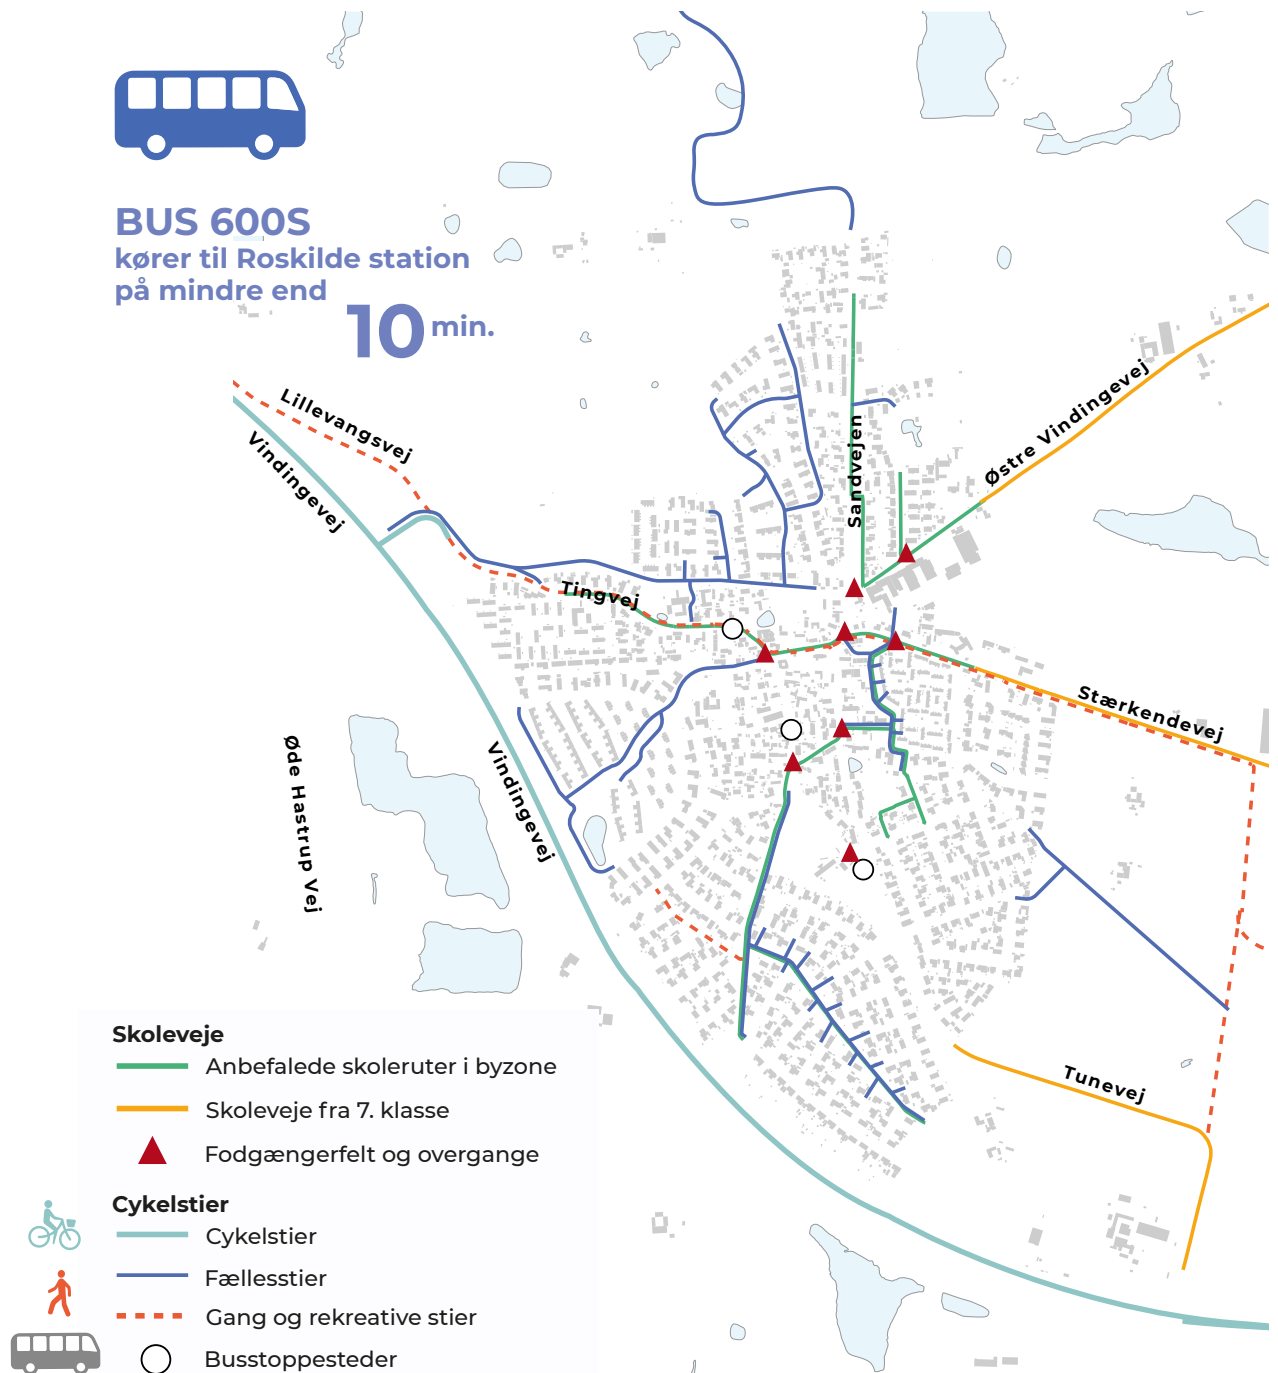 BUS 600S
kører til Roskilde station
på mindre end
10 min.
Lillevangsvej
Vindingevej
Østre Vindingevej
Sandvejen
Tingvej
Stærkendevej
Øde Hastrup Vej
Vindingevej
Tunevej
Skoleveje
Anbefalede skoleruter i byzone
Skoleveje fra 7. klasse
Fodgængerfelt og overgange
Cykelstier
Cykelstier
Fællesstier
Gang og rekreative stier
Busstoppesteder